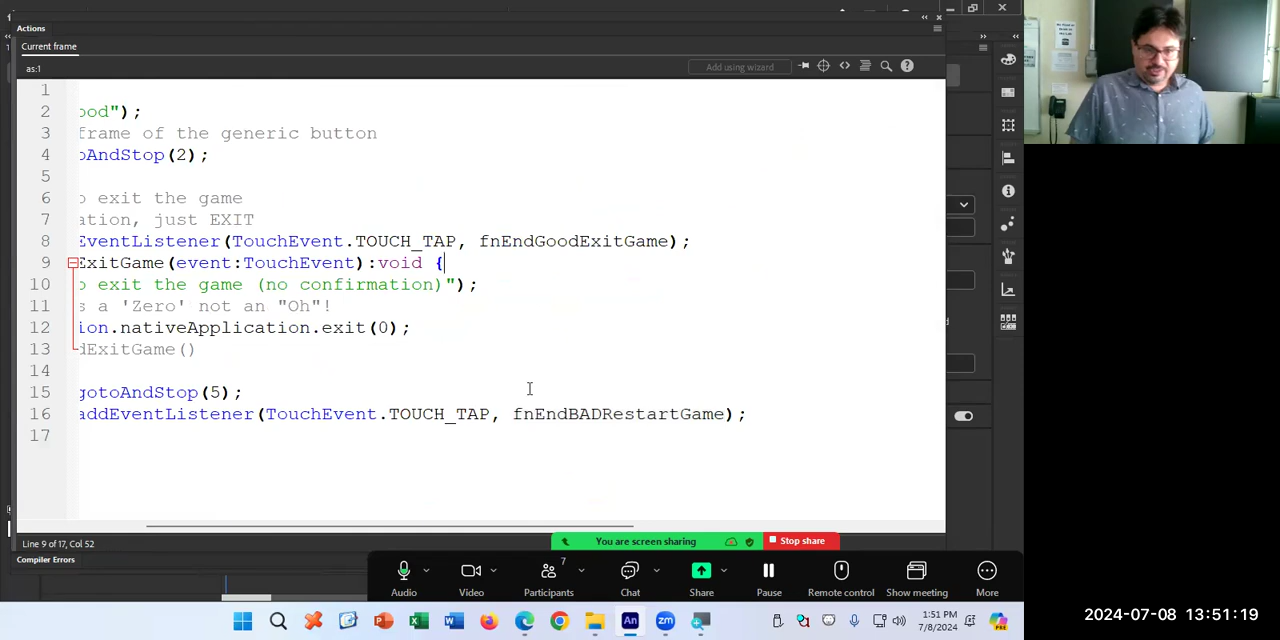 Actions
Current frame
as:1
Add using wizard
1
2 ood");
3 frame of the generic button
4 oAndStop(2);
5
6 o exit the game
7 ation, just EXIT
8 EventListener(TouchEvent.TOUCH_TAP, fnEndGoodExitGame);
9 ExitGame(event:TouchEvent):void {
10 o exit the game (no confirmation)");
11 s a 'Zero' not an "Oh"!
12 ion.nativeApplication.exit(0);
13 dExitGame()
14
15 gotoAndStop(5);
16 addEventListener(TouchEvent.TOUCH_TAP, fnEndBADRestartGame);
17
Line 9 of 17, Col 52
You are screen sharing
Stop share
Compiler Errors
7
Audio
Video
Participants
Chat
Share
Pause
Remote control
Show meeting
More
An
zm
1:51 PM
7/8/2024
PRE
2024-07-08 13:51:19